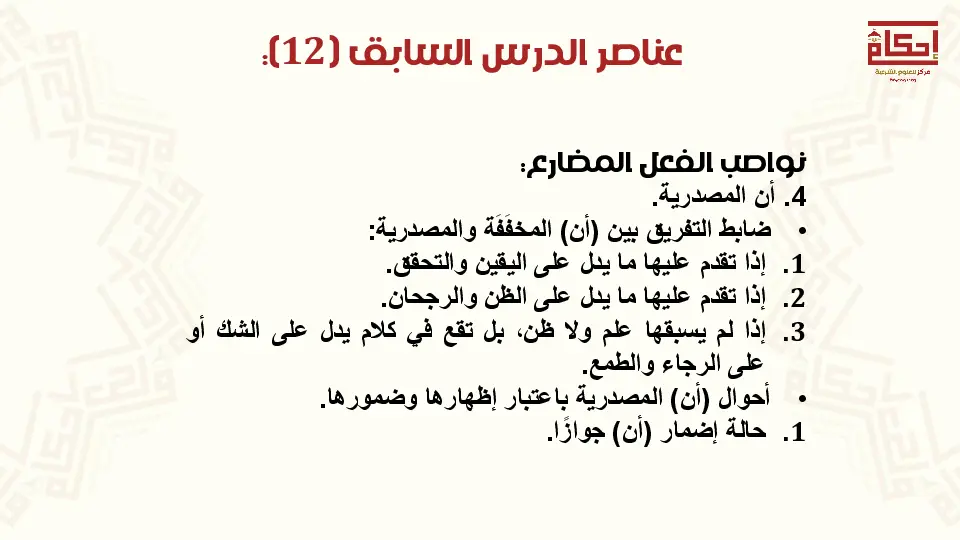 عناصر الدرس السابق (12):
إحكام
مركز للعلوم الشرعية
نواصب الفعل المضارع:
4. أن المصدرية.
• ضابط التفريق بين (أن) المخفَفَة والمصدرية:
1. إذا تقدم عليها ما يدل على اليقين والتحقق.
2. إذا تقدم عليها ما يدل على الظن والرجحان.
3. إذا لم يسبقها علم ولا ظن، بل تقع في كلام يدل على الشك أو
على الرجاء والطمع.
• أحوال (أن) المصدرية باعتبار إظهارها وضمورها.
1. حالة إضمار (أن) جوازًا.